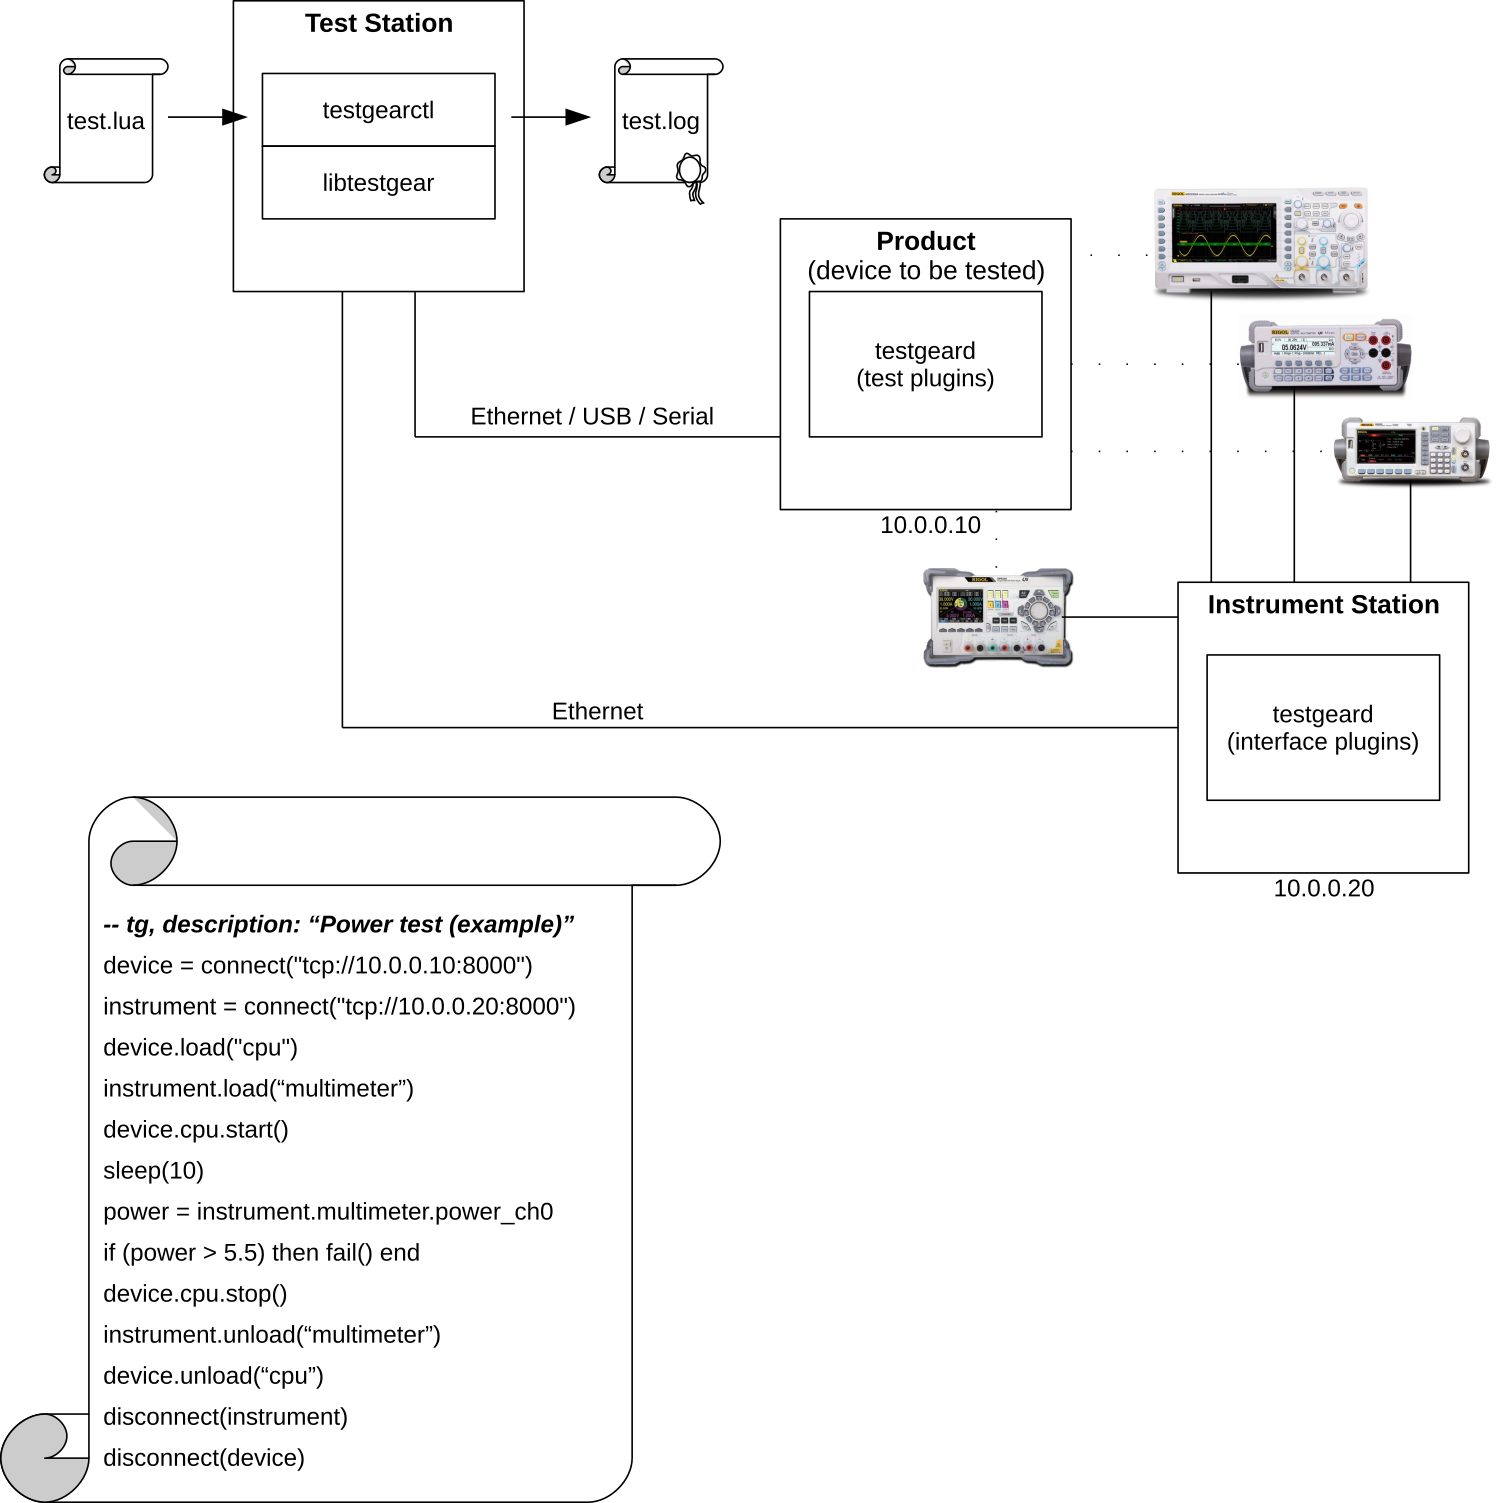 Test Station
test.lua
testgearctl
libtestgear
test.log
Product
(device to be tested)
testgeard
(test plugins)
Ethernet / USB / Serial
10.0.0.10
RIGOL
RIGOL
05.0624V
Instrument Station
testgeard
(interface plugins)
Ethernet
10.0.0.20
-- tg, description: “Power test (example)”
device = connect("tcp://10.0.0.10:8000")
instrument = connect("tcp://10.0.0.20:8000")
device.load("cpu")
instrument.load(“multimeter”)
device.cpu.start()
sleep(10)
power = instrument.multimeter.power_ch0
if (power > 5.5) then fail() end
device.cpu.stop()
instrument.unload(“multimeter”)
device.unload(“cpu”)
disconnect(instrument)
disconnect(device)